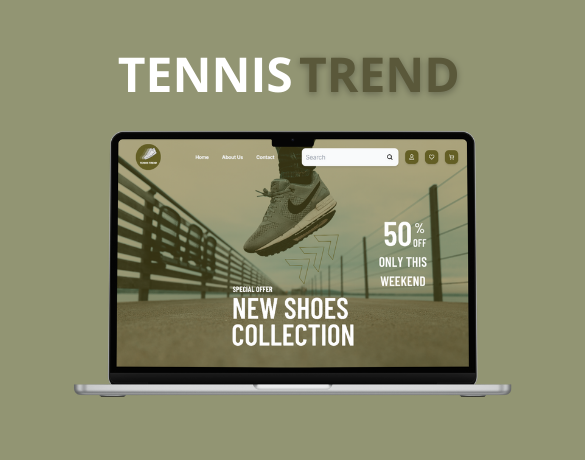 TENNIS TREND
Home About Us Contact Search
50% OFF
ONLY THIS
WEEKEND
SPECIAL OFFER
NEW SHOES
COLLECTION